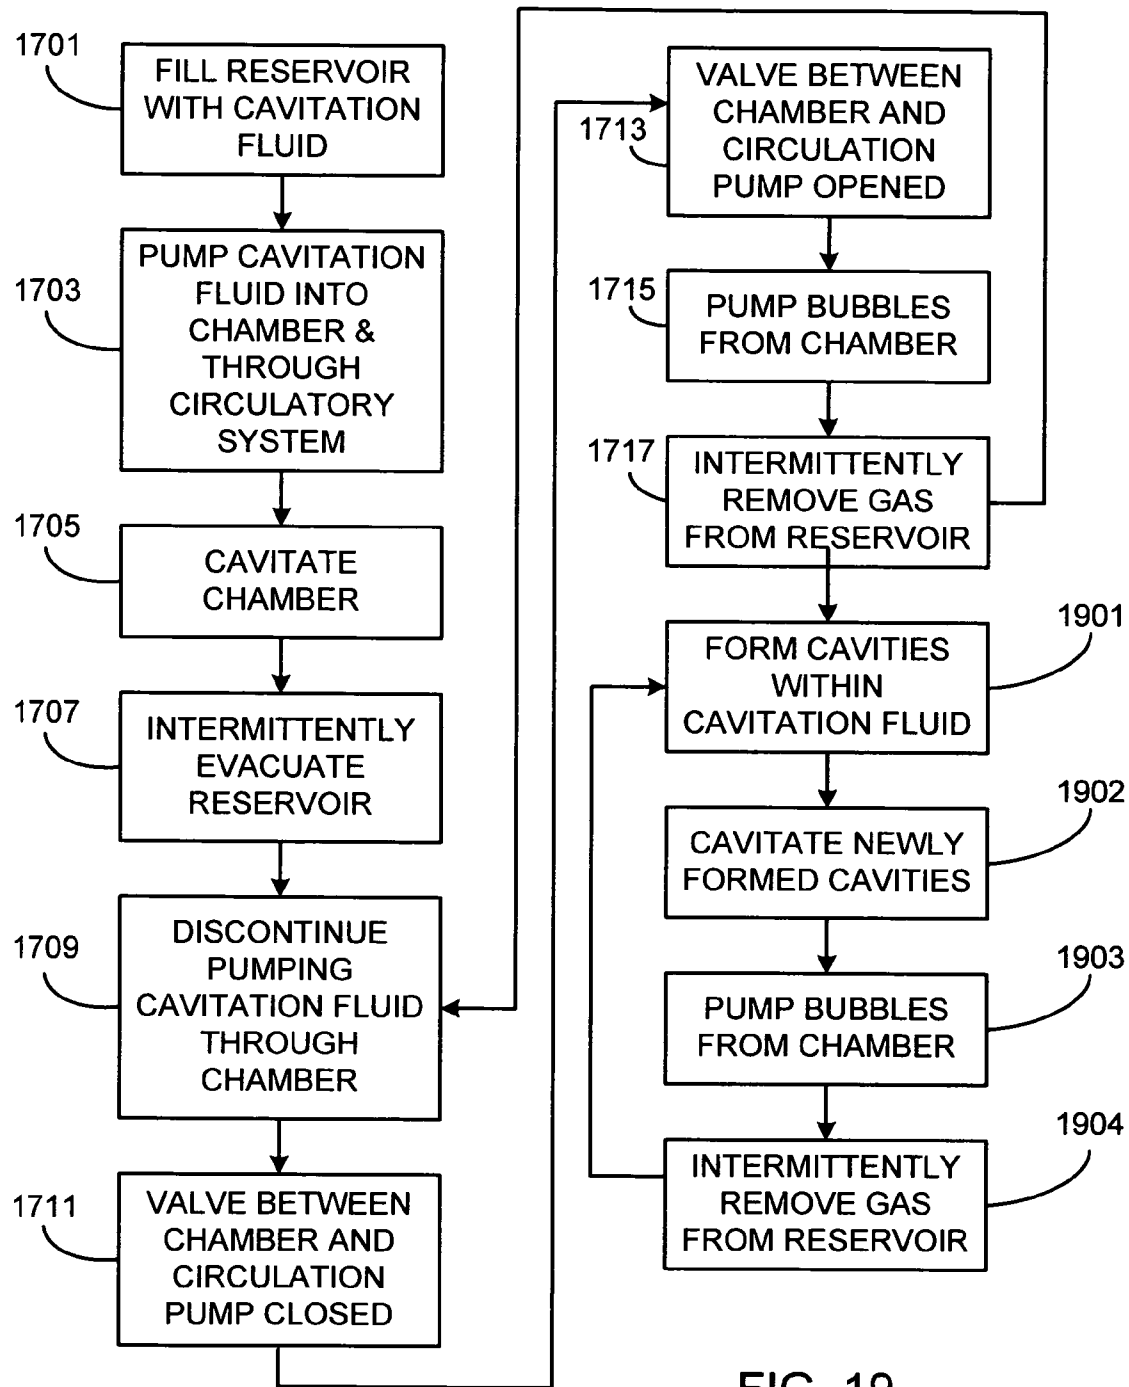 1701
FILL RESERVOIR
WITH CAVITATION
FLUID
1703
PUMP CAVITATION
FLUID INTO
CHAMBER &
THROUGH
CIRCULATORY
SYSTEM
1705
CAVITATE
CHAMBER
1707
INTERMITTENTLY
EVACUATE
RESERVOIR
1709
DISCONTINUE
PUMPING
CAVITATION FLUID
THROUGH
CHAMBER
1711
VALVE BETWEEN
CHAMBER AND
CIRCULATION
PUMP CLOSED
1713
VALVE BETWEEN
CHAMBER AND
CIRCULATION
PUMP OPENED
1715
PUMP BUBBLES
FROM CHAMBER
1717
INTERMITTENTLY
REMOVE GAS
FROM RESERVOIR
1901
FORM CAVITIES
WITHIN
CAVITATION FLUID
1902
CAVITATE NEWLY
FORMED CAVITIES
1903
PUMP BUBBLES
FROM CHAMBER
1904
INTERMITTENTLY
REMOVE GAS
FROM RESERVOIR
FIG. 19